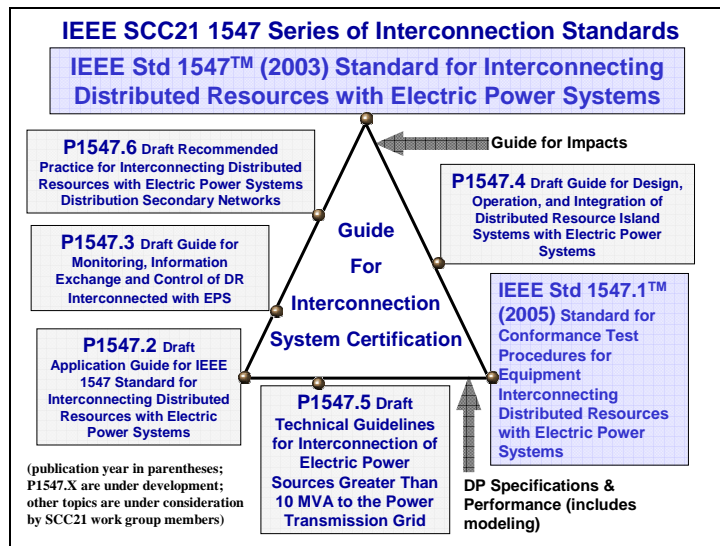 IEEE SCC21 1547 Series of Interconnection Standards
IEEE Std 1547TM (2003) Standard for Interconnecting
Distributed Resources with Electric Power Systems
Guide for Impacts
P1547.6 Draft Recommended
Practice for Interconnecting Distributed
Resources with Electric Power Systems
Distribution Secondary Networks
P1547.4 Draft Guide for Design,
Operation, and Integration of
Distributed Resource Island
Systems with Electric Power
Systems
P1547.3 Draft Guide for
Monitoring, Information
Exchange and Control of DR
Interconnected with EPS
Guide
For
Interconnection
System Certification
IEEE Std 1547.1TM
(2005) Standard for
Conformance Test
Procedures for
Equipment
Interconnecting
Distributed Resources
with Electric Power
Systems
P1547.2 Draft
Application Guide for IEEE
1547 Standard for
Interconnecting Distributed
Resources with Electric
Power Systems
P1547.5 Draft
Technical Guidelines
for Interconnection of
Electric Power
Sources Greater Than
10 MVA to the Power
Transmission Grid
DP Specifications &
Performance (includes
modeling)
(publication year in parentheses;
P1547.X are under development;
other topics are under consideration
by SCC21 work group members)